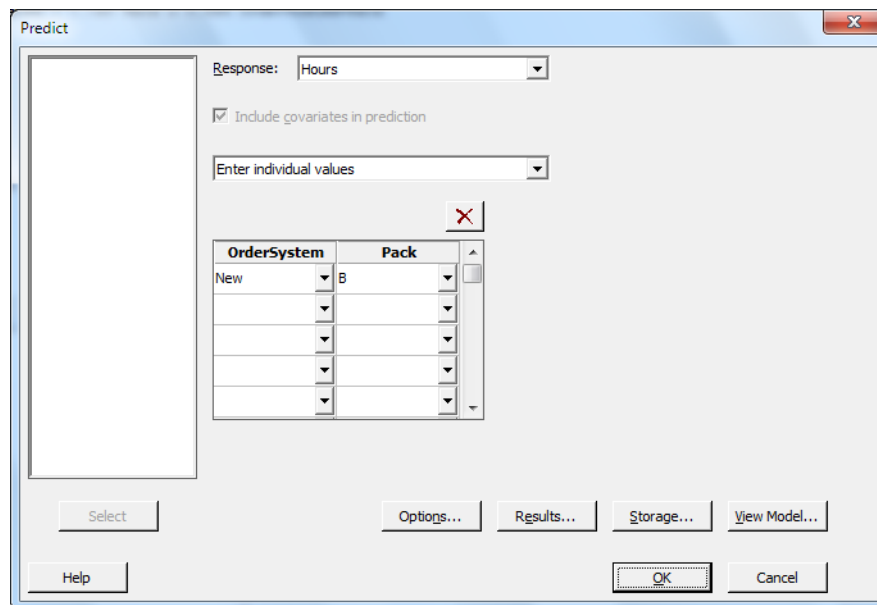 Predict
Response: Hours
Include covariates in prediction
Enter individual values
OrderSystem Pack
New B
Select Options... Results... Storage... View Model...
Help OK Cancel